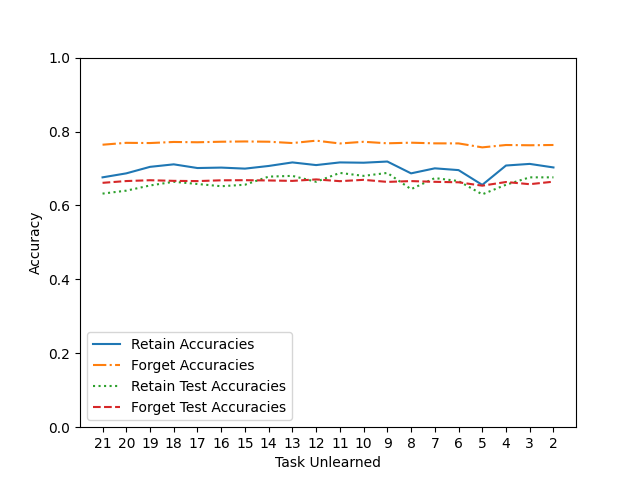 1.0
0.8
0.6
0.4
0.2
0.0
Accuracy
Retain Accuracies
Forget Accuracies
Retain Test Accuracies
Forget Test Accuracies
21 20 19 18 17 16 15 14 13 12 11 10 9 8 7 6 5 4 3 2
Task Unlearned